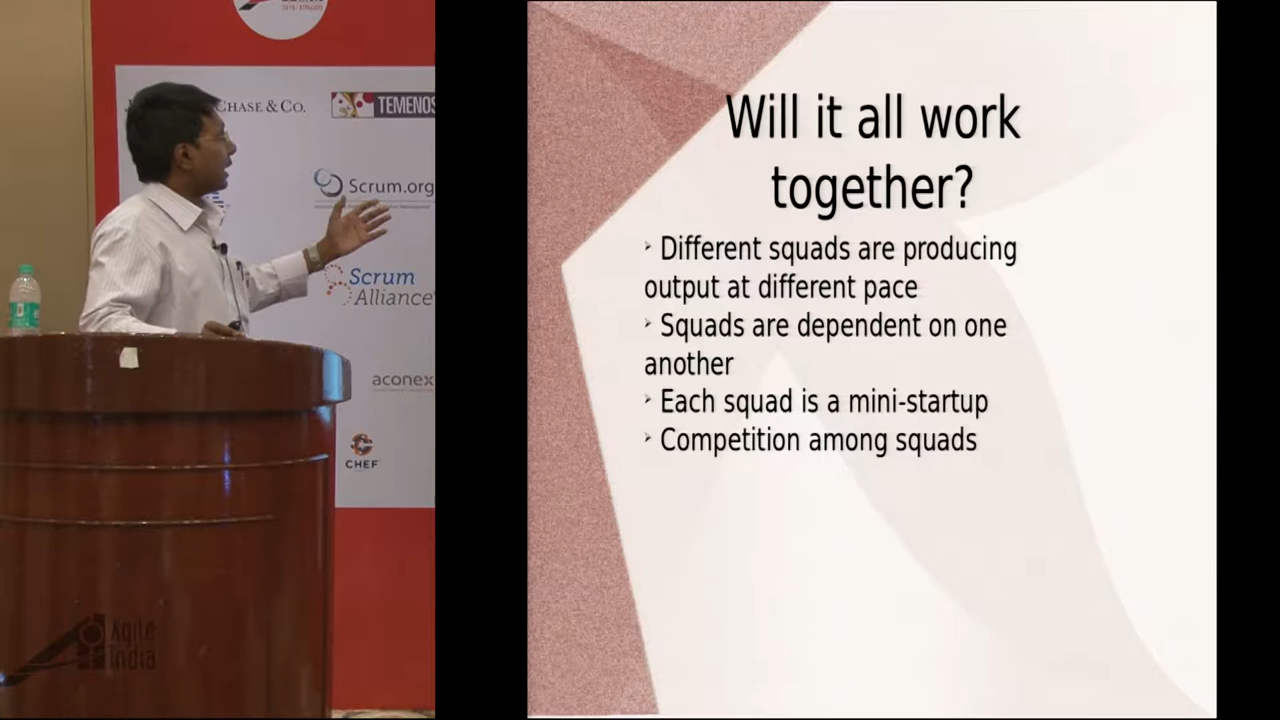 CHASE & CO.
TEMENOS
Scrum.org
Scrum
Alliance
aconex
CHEF
Agile
India
Will it all work
together?
Different squads are producing
output at different pace
Squads are dependent on one
another
Each squad is a mini-startup
Competition among squads